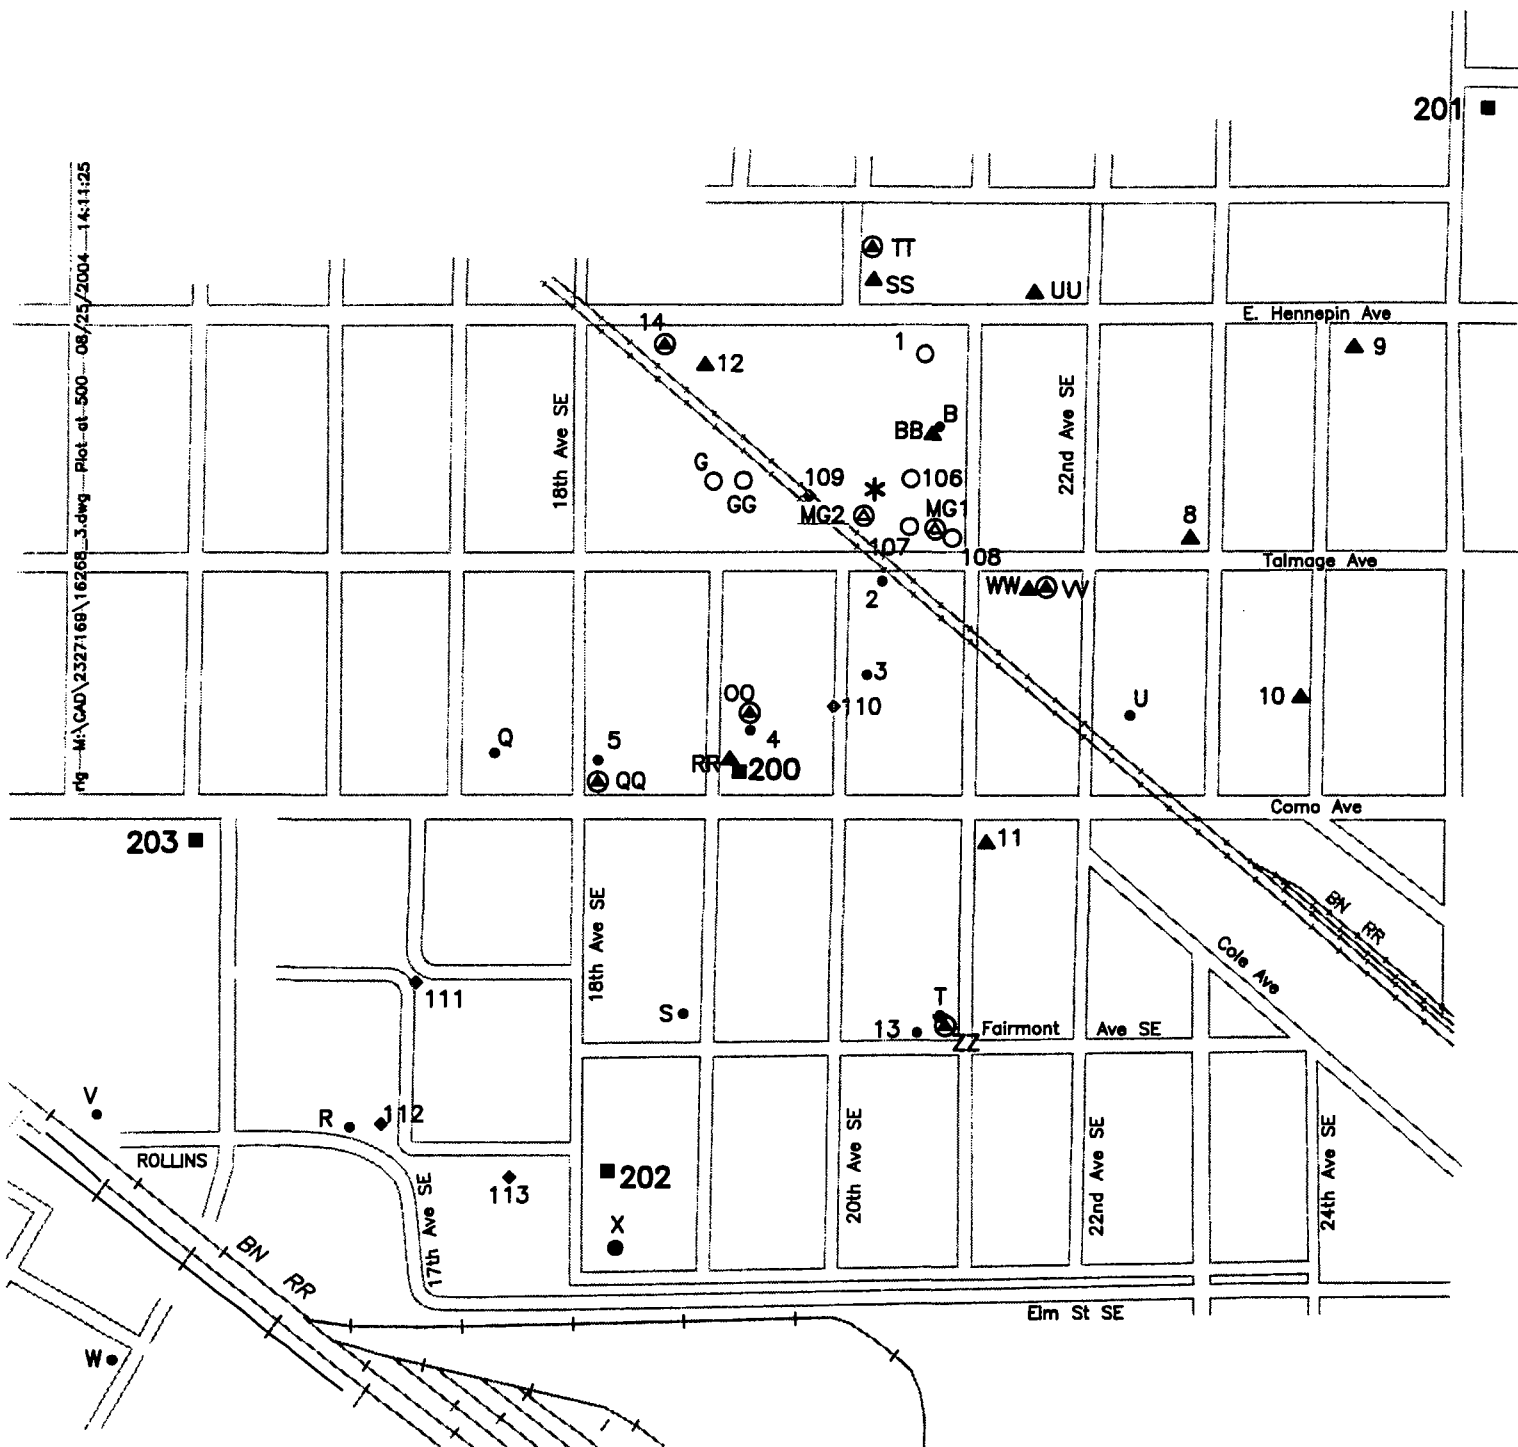 201
rlg M:\CAD\2327169\16268_3.dwg Plot at 500 08/25/2004 14:11:25
TT
SS
UU
E. Hennepin Ave
14
12
1
9
18th Ave SE
22nd Ave SE
B
BB
G
GG
109
106
MG2
MG1
107
108
8
Talmage Ave
2
WW
VV
3
OO
110
4
U
10
Q
5
QQ
RR
200
Como Ave
203
11
18th Ave SE
BN RR
Cole Ave
111
S
T
13
ZZ
Fairmont Ave SE
V
R
112
ROLLINS
113
202
X
17th Ave SE
20th Ave SE
22nd Ave SE
24th Ave SE
BN RR
Elm St SE
W